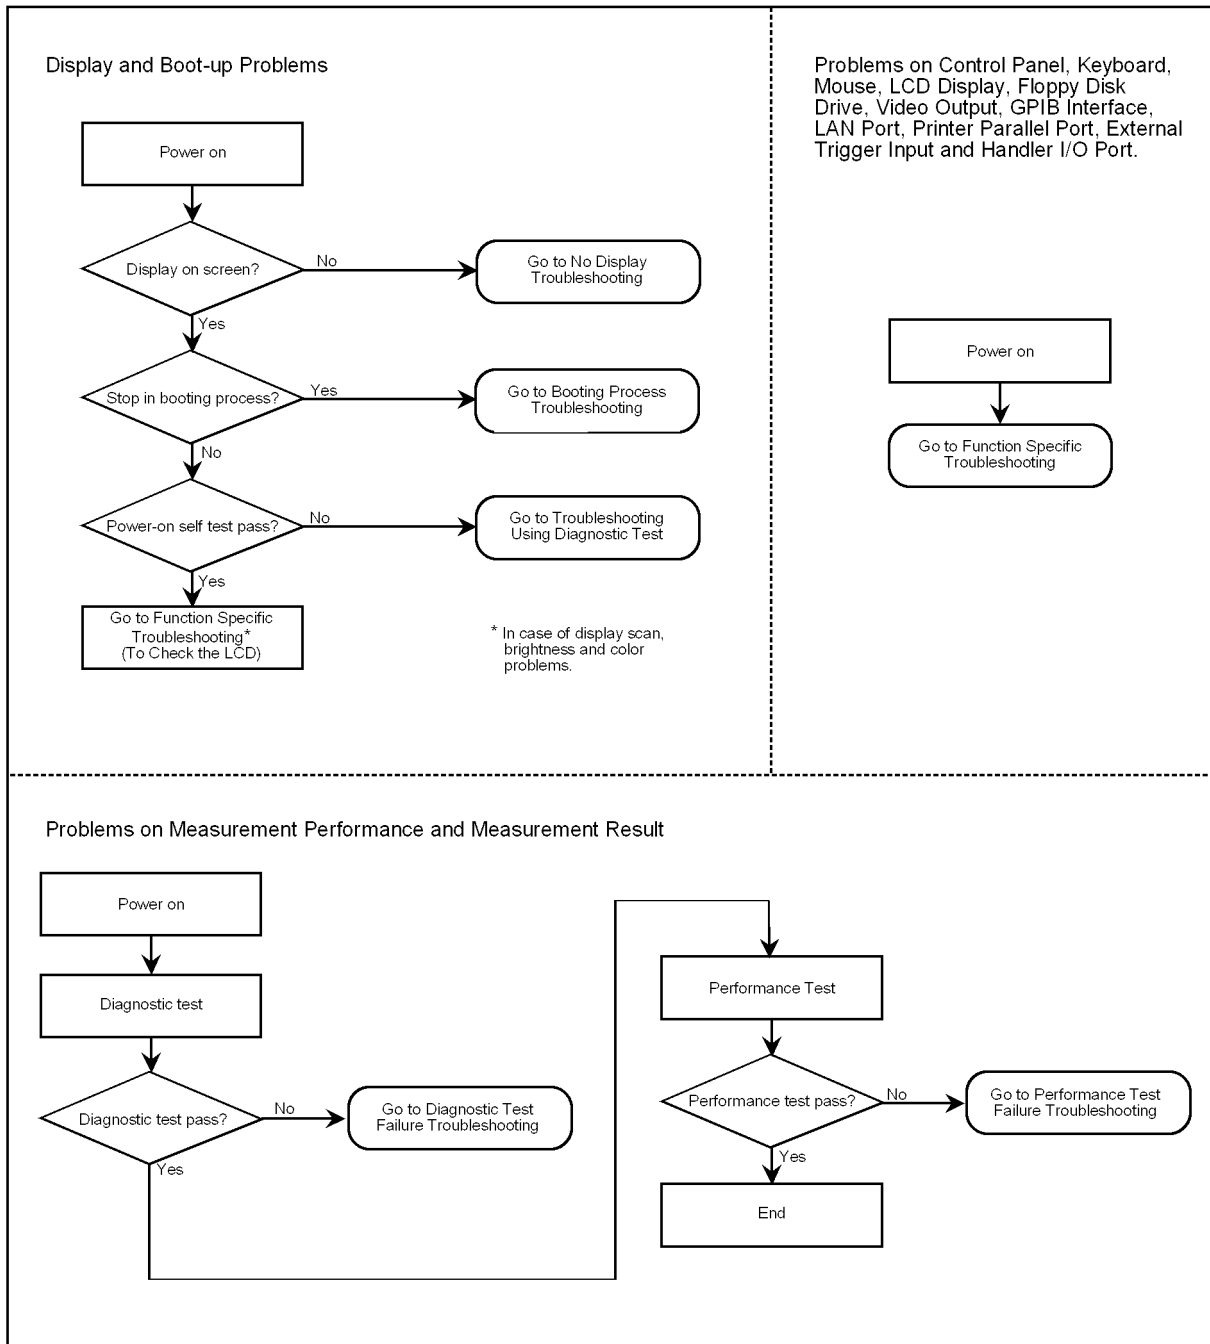 Display and Boot-up Problems
Power on
Display on screen?
No
Go to No Display
Troubleshooting
Yes
Stop in booting process?
Yes
Go to Booting Process
Troubleshooting
No
Power-on self test pass?
No
Go to Troubleshooting
Using Diagnostic Test
Yes
Go to Function Specific
Troubleshooting*
(To Check the LCD)
* In case of display scan,
brightness and color
problems.
Problems on Control Panel, Keyboard,
Mouse, LCD Display, Floppy Disk
Drive, Video Output, GPIB Interface,
LAN Port, Printer Parallel Port, External
Trigger Input and Handler I/O Port.
Power on
Go to Function Specific
Troubleshooting
Problems on Measurement Performance and Measurement Result
Power on
Diagnostic test
Diagnostic test pass?
No
Go to Diagnostic Test
Failure Troubleshooting
Yes
Performance Test
Performance test pass?
No
Go to Performance Test
Failure Troubleshooting
Yes
End